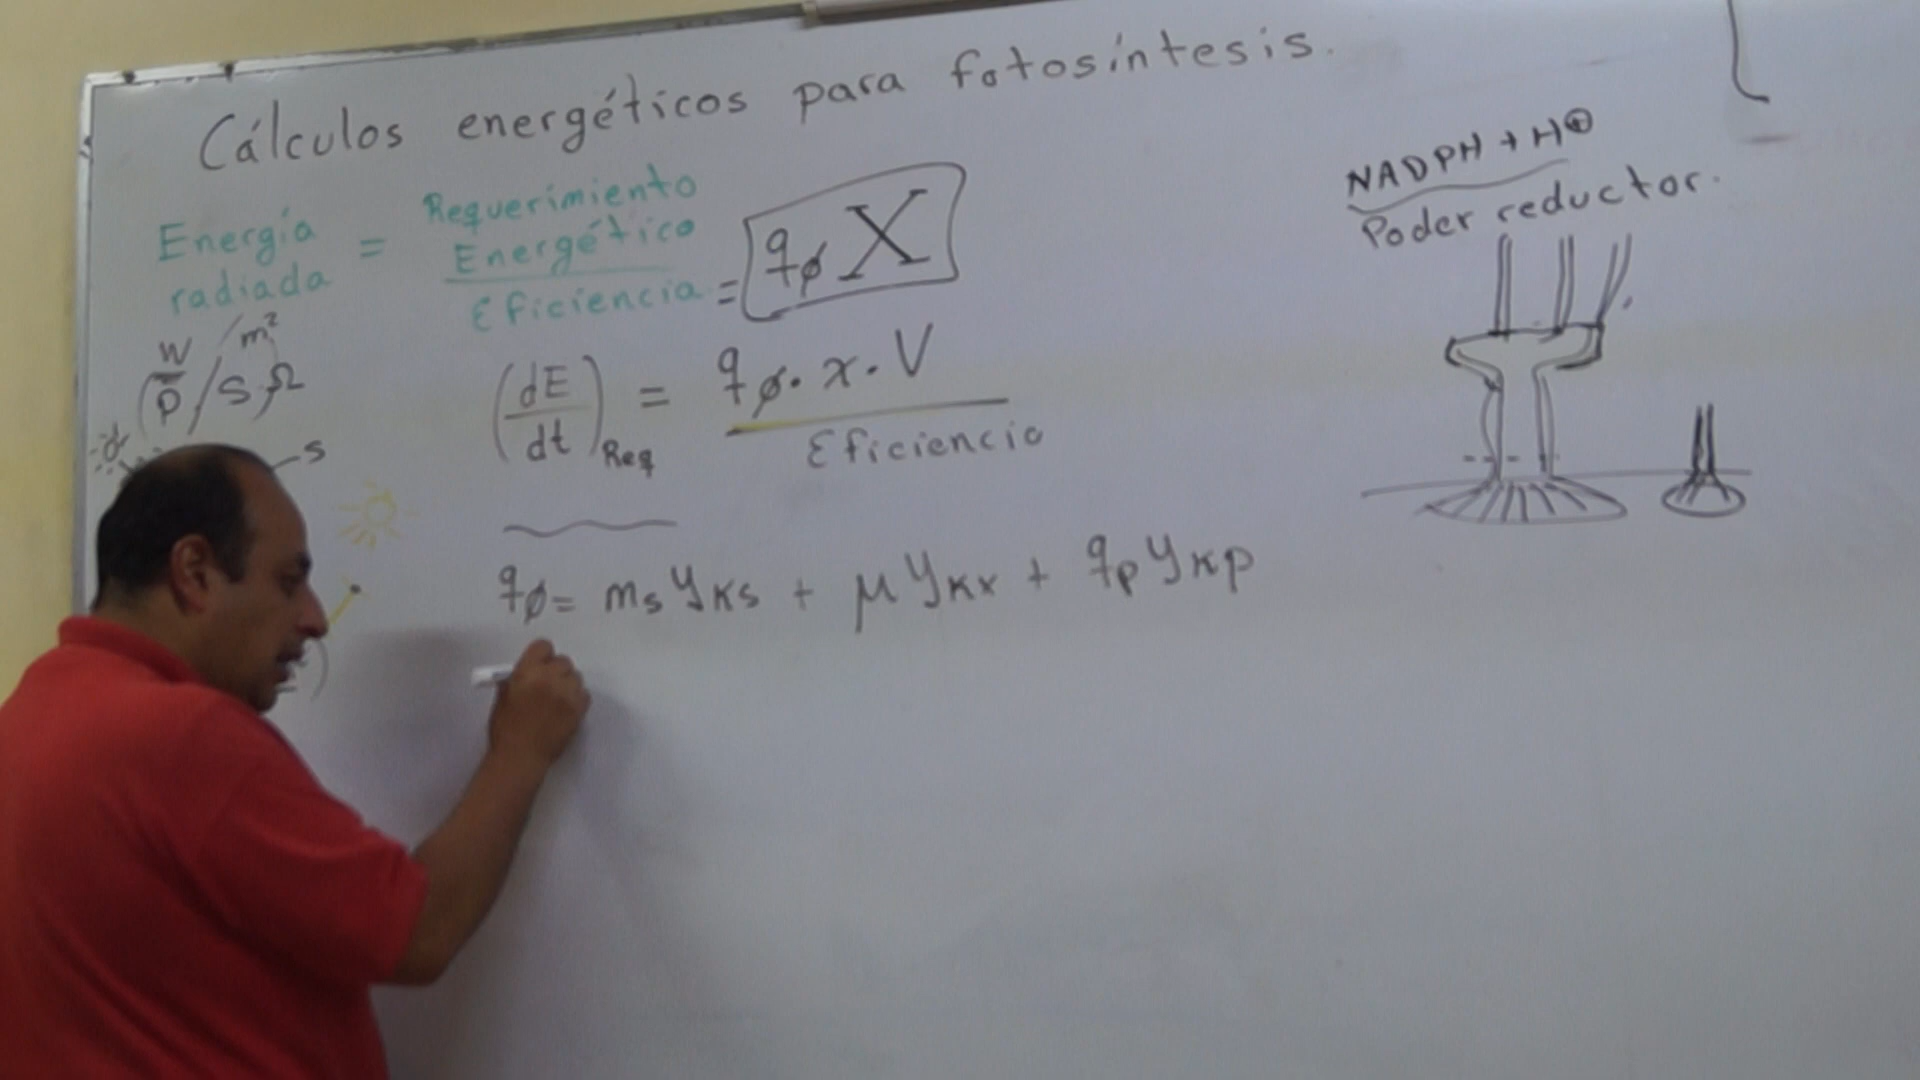 Cálculos energéticos para fotosíntesis.
Energía radiada = Requerimiento Energético / Eficiencia = qø X
W / m²
(P / S, Ω
(dE/dt)Req = qø . x . V / Eficiencia
S
qø = ms yKs + μ yKx + qp yKp
NADPH + H⊕
Poder reductor.